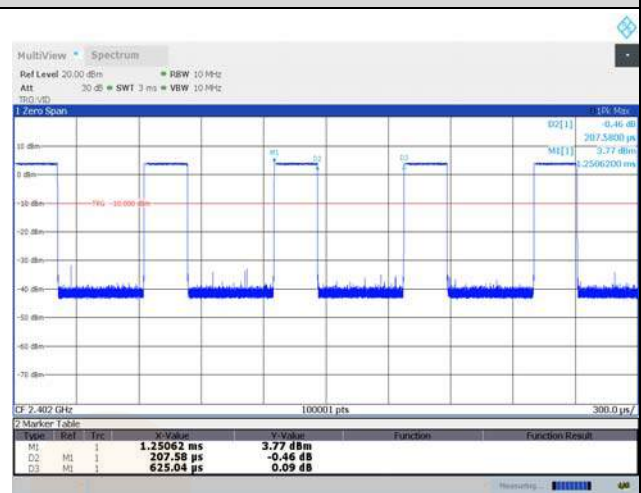 MultiView Spectrum
Ref Level 20.00 dBm RBW 10 MHz
Att 30 dB SWT 3 ms VBW 10 MHz
TRG:VID
1 Zero Span 1Pk Max
D2[1] -0.46 dB
207.5800 µs
M1[1] 3.77 dBm
1.2506200 ms
10 dBm
M1
D2
D3
0 dBm
-10 dBm
TRG -10.000 dBm
-20 dBm
-30 dBm
-40 dBm
-50 dBm
-60 dBm
-70 dBm
CF 2.402 GHz 100001 pts 300.0 µs/
2 Marker Table
Type Ref Trc X-Value Y-Value Function Function Result
M1 1 1.25062 ms 3.77 dBm
D2 M1 1 207.58 µs -0.46 dB
D3 M1 1 625.04 µs 0.09 dB
Measuring...